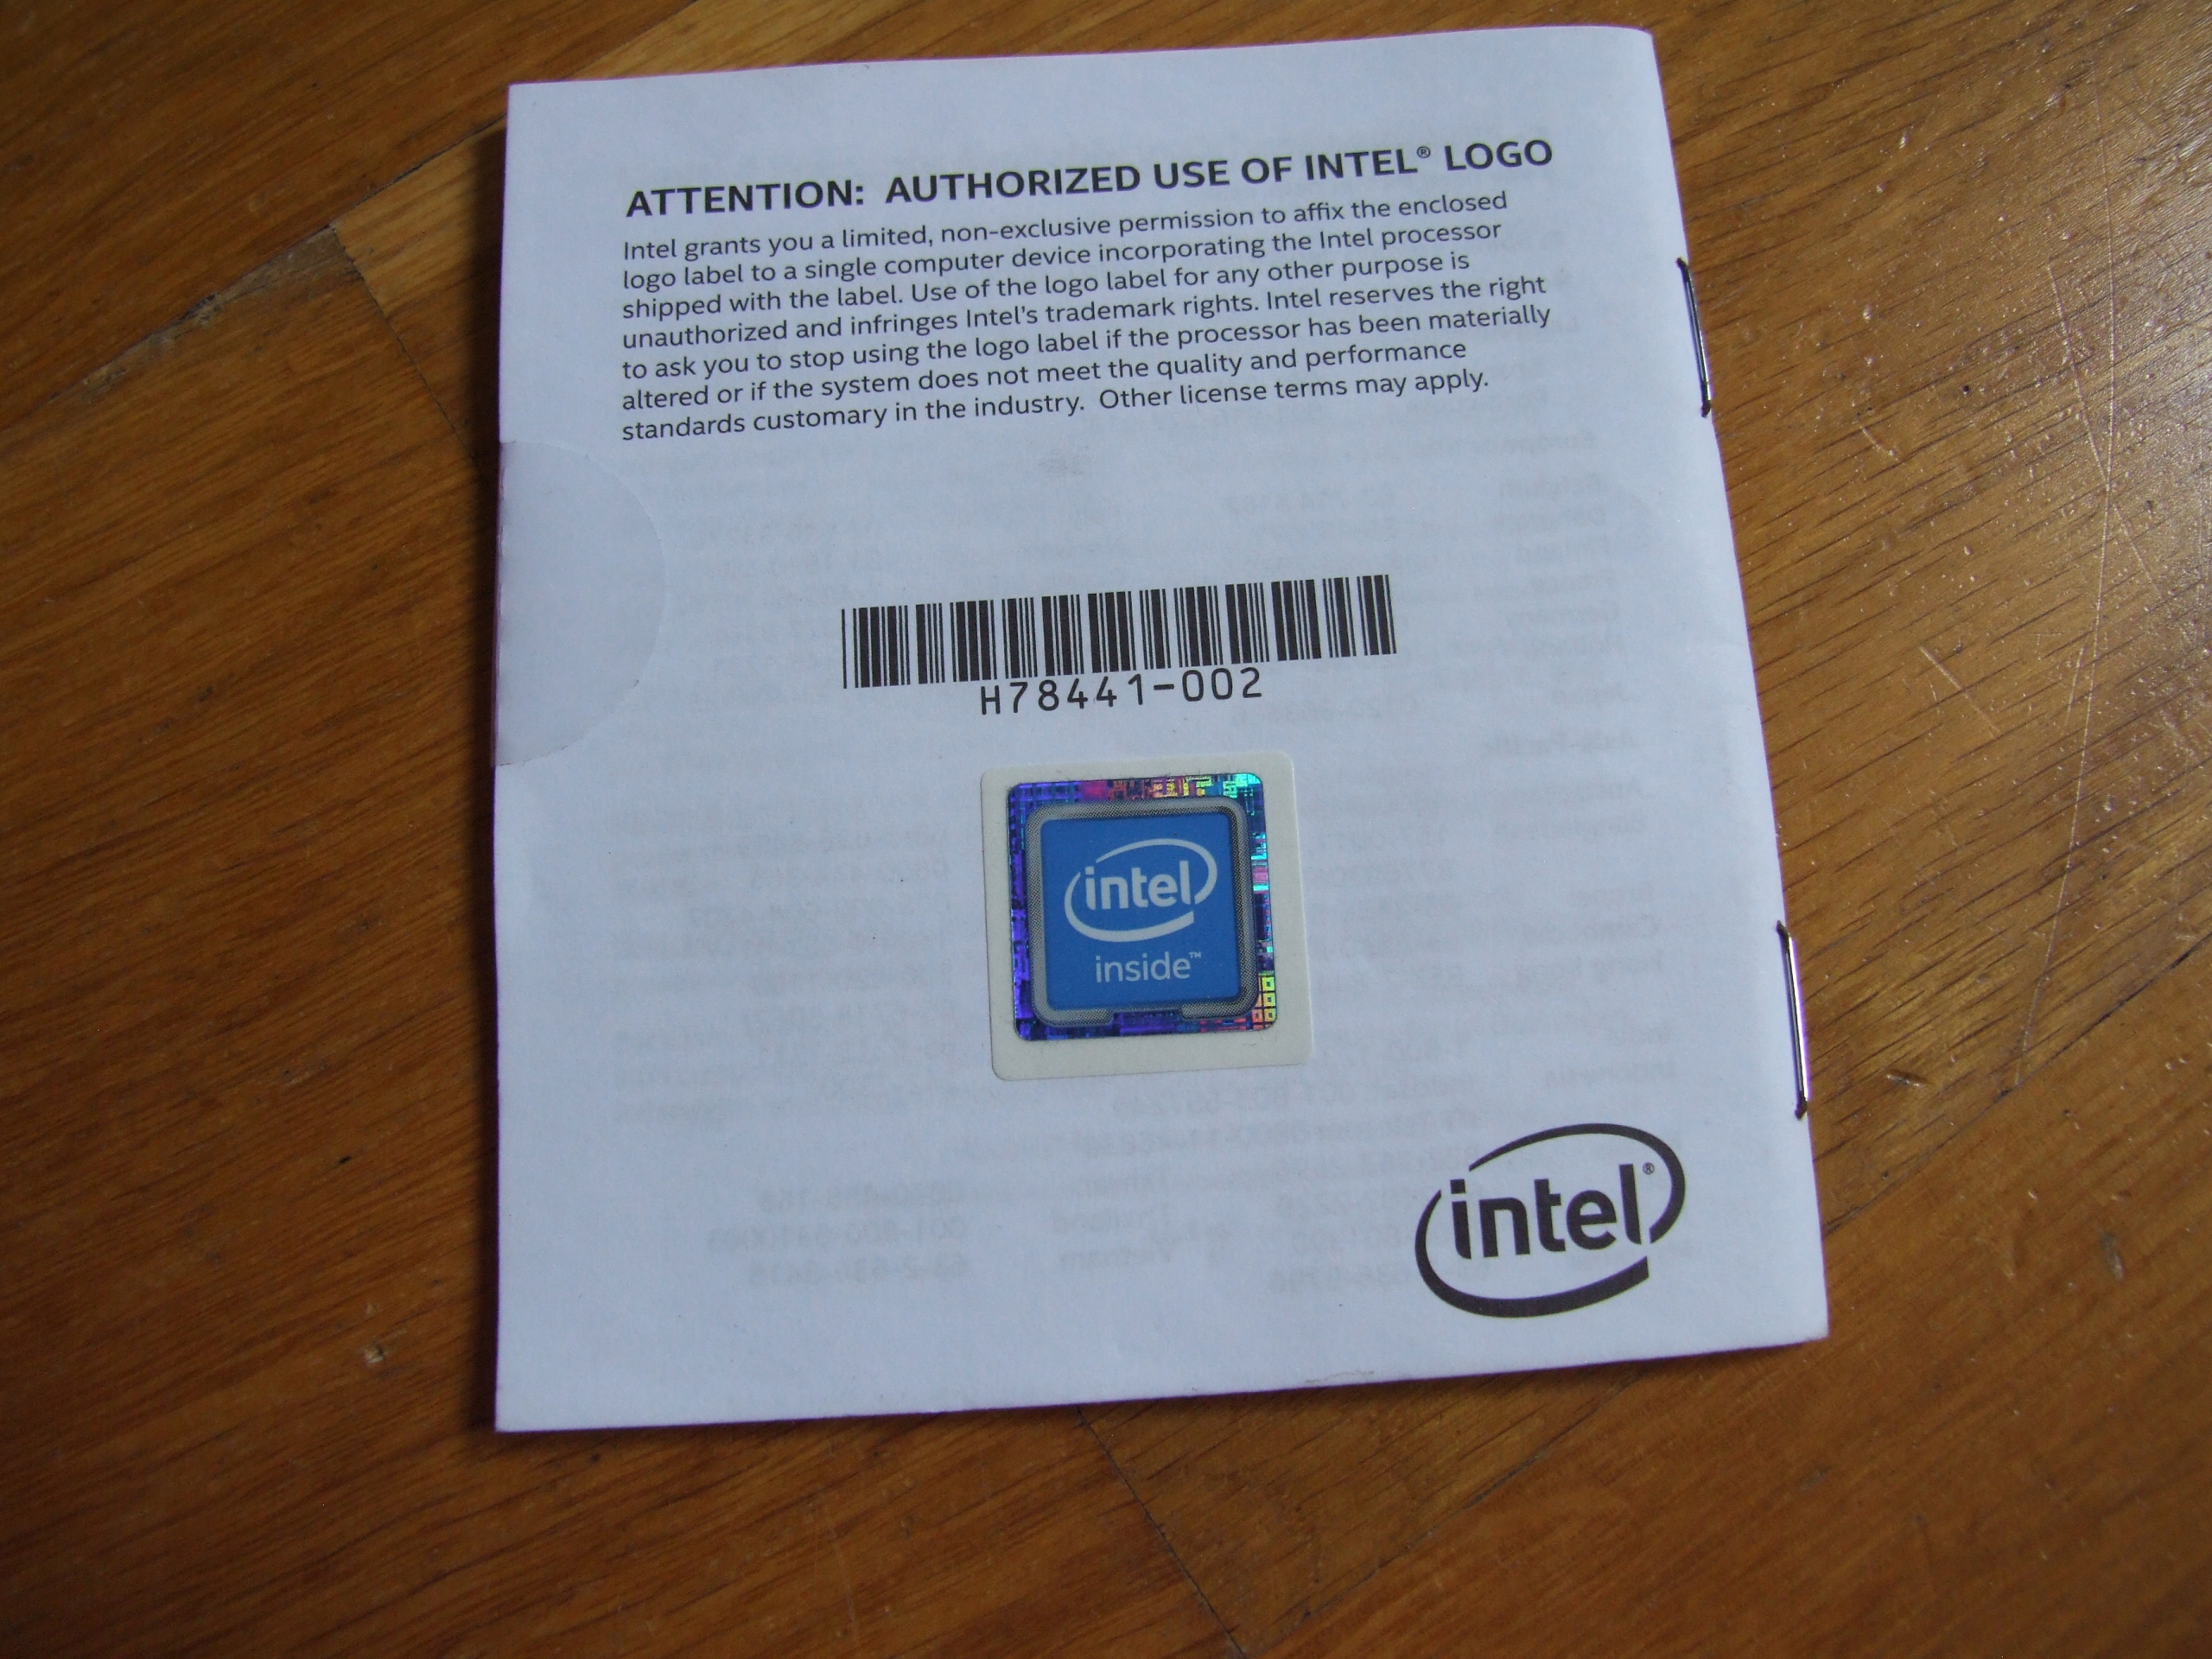 ATTENTION: AUTHORIZED USE OF INTEL® LOGO
Intel grants you a limited, non-exclusive permission to affix the enclosed
logo label to a single computer device incorporating the Intel processor
shipped with the label. Use of the logo label for any other purpose is
unauthorized and infringes Intel's trademark rights. Intel reserves the right
to ask you to stop using the logo label if the processor has been materially
altered or if the system does not meet the quality and performance
standards customary in the industry. Other license terms may apply.
H78441-002
intel
inside™
intel®